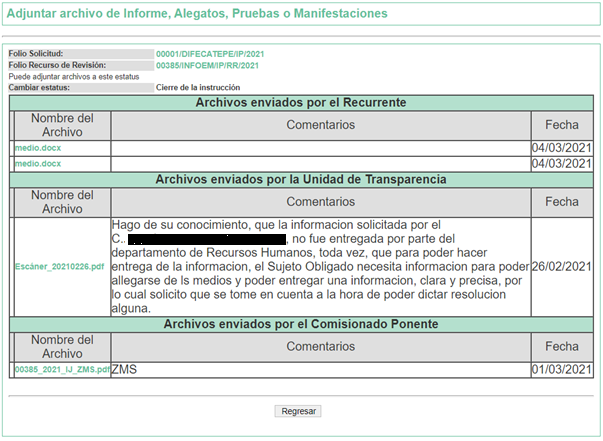 Adjuntar archivo de Informe, Alegatos, Pruebas o Manifestaciones
Folio Solicitud: 00001/DIFECATEPE/IP/2021
Folio Recurso de Revisión: 00385/INFOEM/IP/RR/2021
Puede adjuntar archivos a este estatus
Cambiar estatus: Cierre de la instrucción
Archivos enviados por el Recurrente
Nombre del Archivo Comentarios Fecha
medio.docx 04/03/2021
medio.docx 04/03/2021
Archivos enviados por la Unidad de Transparencia
Nombre del Archivo Comentarios Fecha
Hago de su conocimiento, que la informacion solicitada por el
C.. , no fue entregada por parte del
departamento de Recursos Humanos, toda vez, que para poder hacer
Escáner_20210226.pdf entrega de la informacion, el Sujeto Obligado necesita informacion para poder 26/02/2021
allegarse de ls medios y poder entregar una informacion, clara y precisa, por
lo cual solicito que se tome en cuenta a la hora de poder dictar resolucion
alguna.
Archivos enviados por el Comisionado Ponente
Nombre del Archivo Comentarios Fecha
00385_2021_IJ_ZMS.pdf ZMS 01/03/2021
Regresar